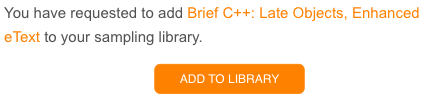 You have requested to add Brief C++: Late Objects, Enhanced
eText to your sampling library.
ADD TO LIBRARY